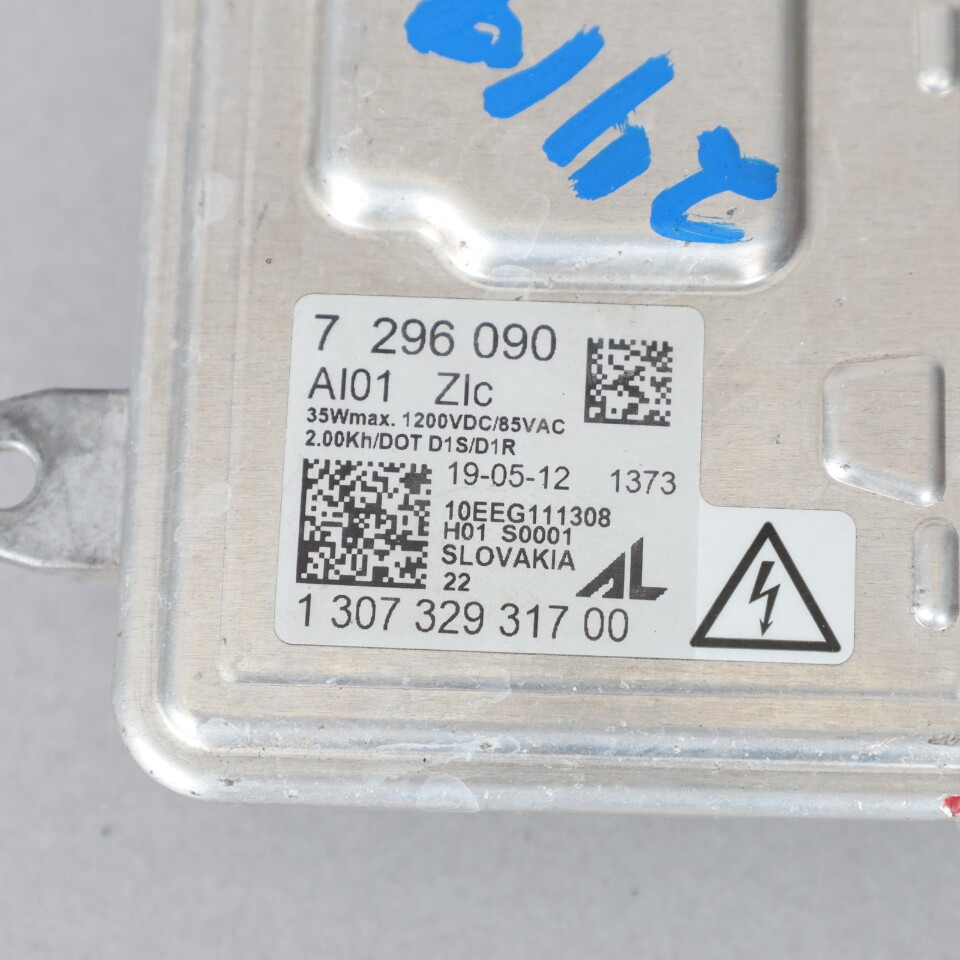 7 296 090
AI01 ZIc
35Wmax. 1200VDC/85VAC
2.00Kh/DOT D1S/D1R
19-05-12 1373
10EEG111308
H01 S0001
SLOVAKIA
22
AL
1 307 329 317 00